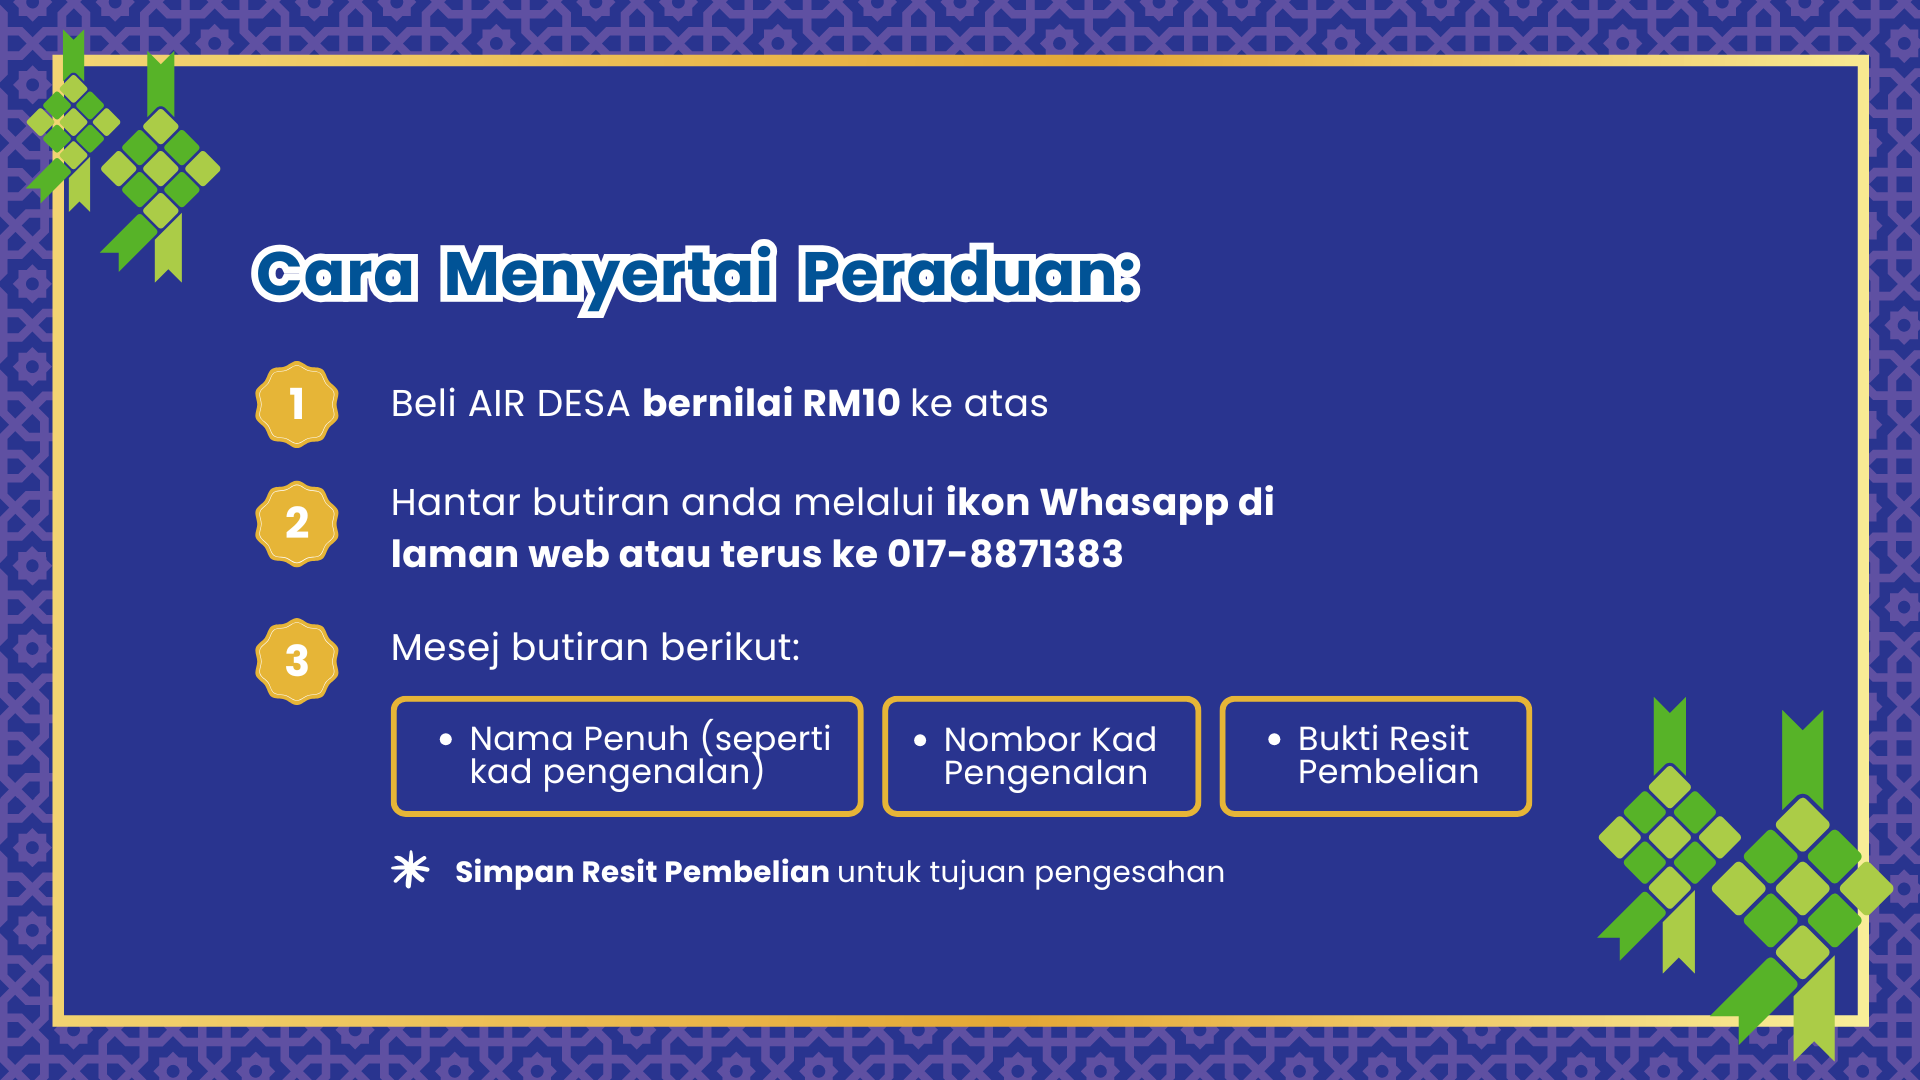 Cara Menyertai Peraduan:
1
Beli AIR DESA bernilai RM10 ke atas
2
Hantar butiran anda melalui ikon Whasapp di
laman web atau terus ke 017-8871383
3
Mesej butiran berikut:
• Nama Penuh (seperti
kad pengenalan)
• Nombor Kad
Pengenalan
• Bukti Resit
Pembelian
Simpan Resit Pembelian untuk tujuan pengesahan